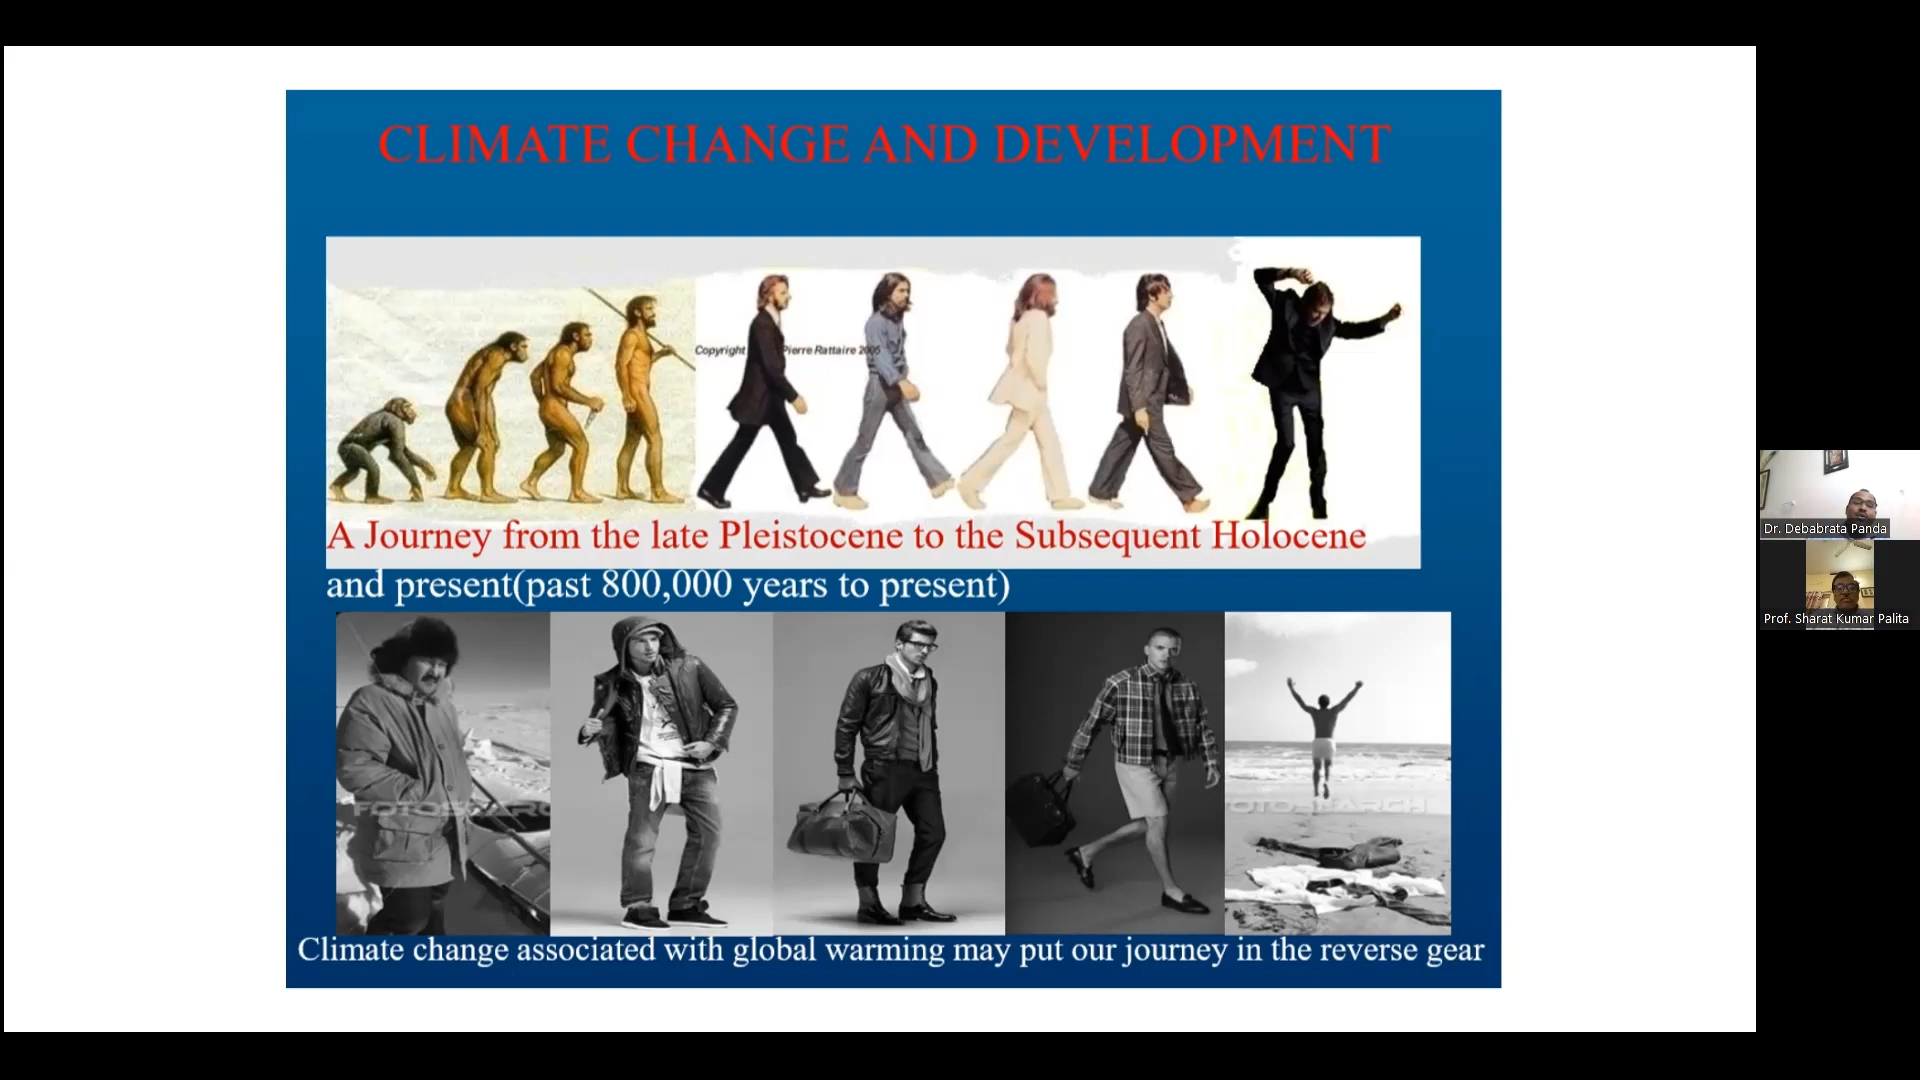 CLIMATE CHANGE AND DEVELOPMENT
Copyright Pierre Rattaire 2005
A Journey from the late Pleistocene to the Subsequent Holocene
and present(past 800,000 years to present)
FOTOSEARCH
FOTOSEARCH
Climate change associated with global warming may put our journey in the reverse gear
Dr. Debabrata Panda
Prof. Sharat Kumar Palita